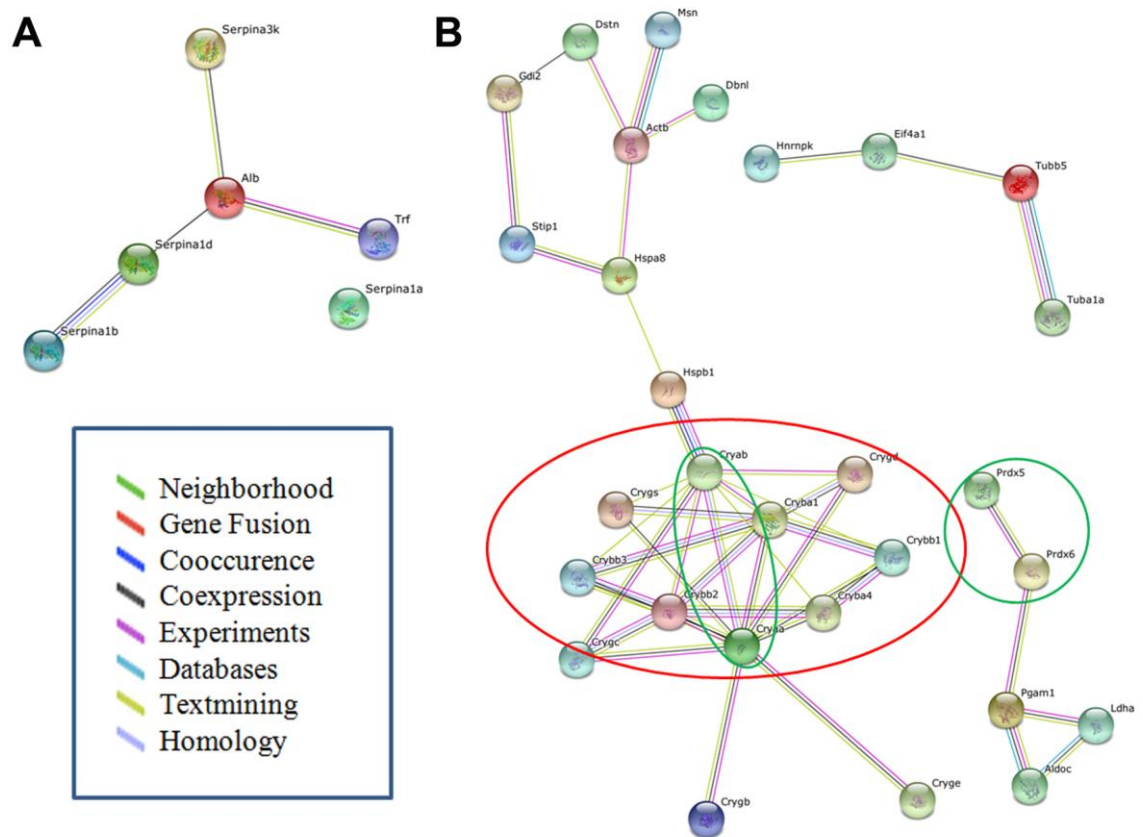 A
Serpina3k
Alb
Trf
Serpina1d
Serpina1a
Serpina1b
Neighborhood
Gene Fusion
Cooccurence
Coexpression
Experiments
Databases
Textmining
Homology
B
Dstn
Msn
Gdi2
Dbnl
Actb
Hnrnpk
Eif4a1
Tubb5
Stip1
Hspa8
Tuba1a
Hspb1
Cryab
Crygd
Prdx5
Crygs
Cryba1
Crybb1
Prdx6
Crybb3
Crybb2
Cryba4
Cryaa
Crygc
Pgam1
Ldha
Aldoc
Cryge
Crygb